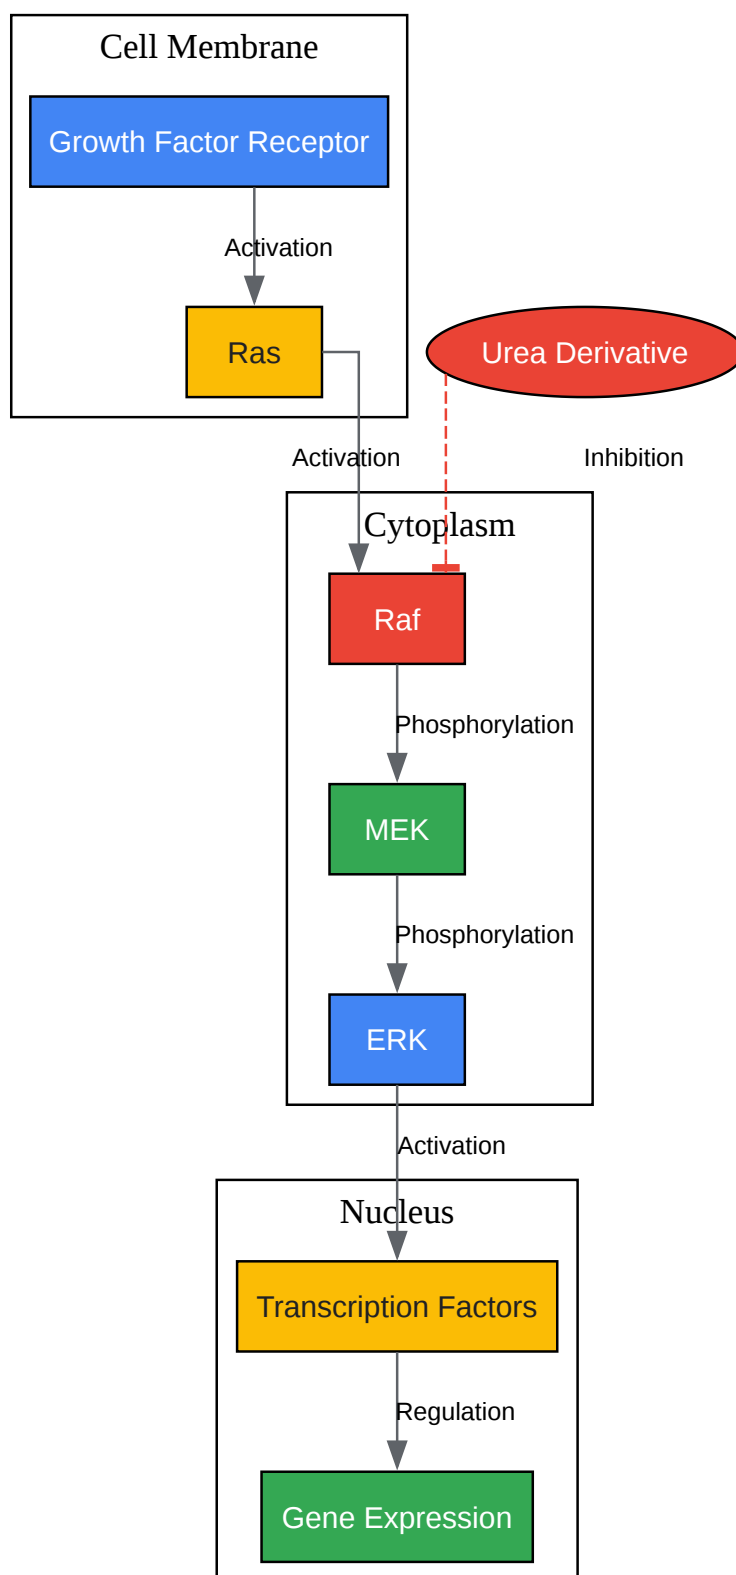 Cell Membrane
Growth Factor Receptor
Activation
Ras
Urea Derivative
Activation
Inhibition
Cytoplasm
Raf
Phosphorylation
MEK
Phosphorylation
ERK
Activation
Nucleus
Transcription Factors
Regulation
Gene Expression